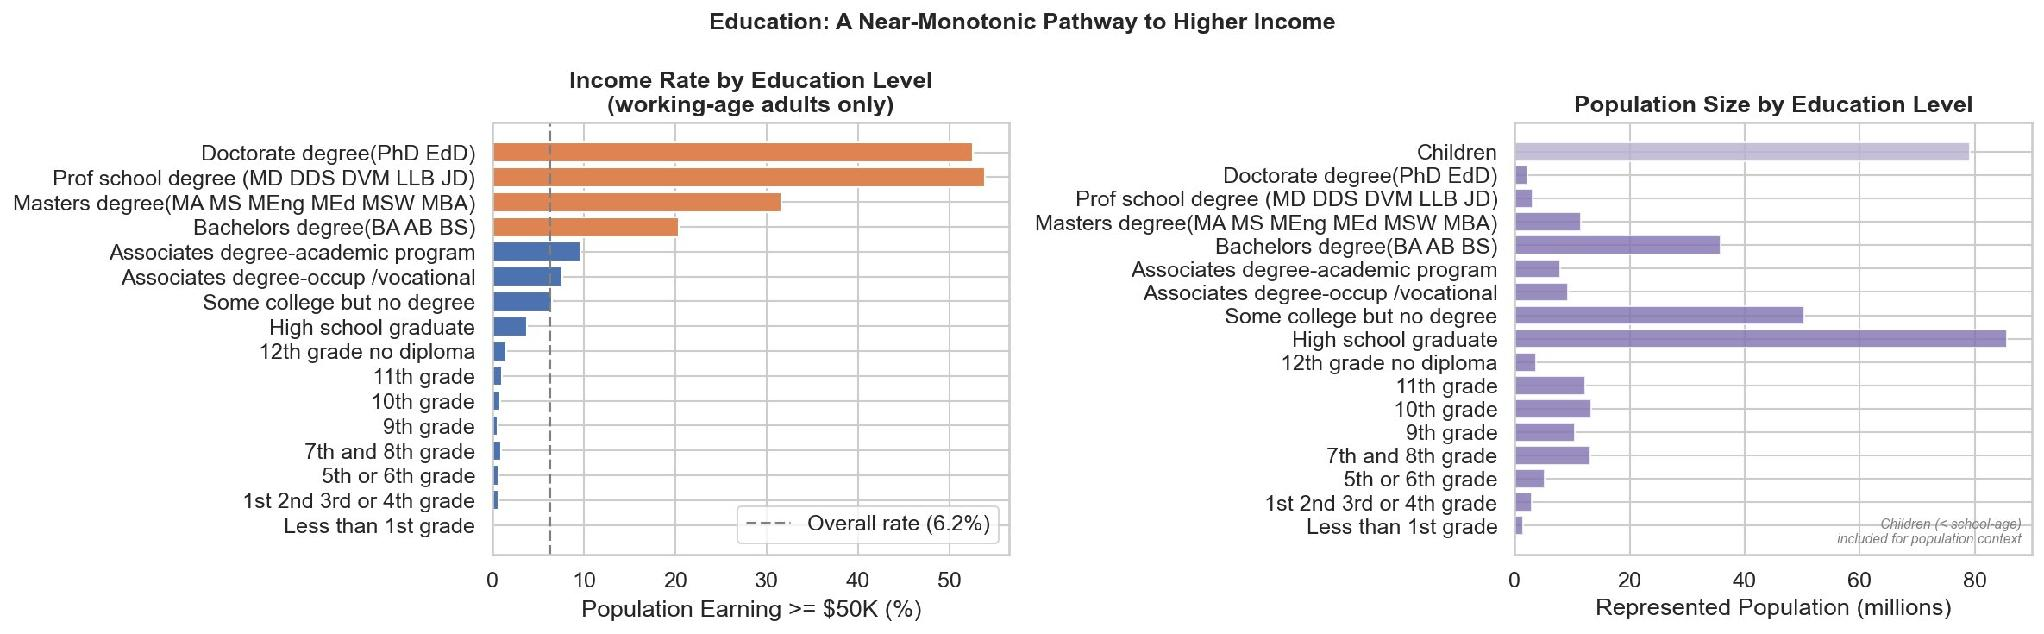 Education: A Near-Monotonic Pathway to Higher Income
Income Rate by Education Level
(working-age adults only)
Doctorate degree(PhD EdD)
Prof school degree (MD DDS DVM LLB JD)
Masters degree(MA MS MEng MEd MSW MBA)
Bachelors degree(BA AB BS)
Associates degree-academic program
Associates degree-occup /vocational
Some college but no degree
High school graduate
12th grade no diploma
11th grade
10th grade
9th grade
7th and 8th grade
5th or 6th grade
1st 2nd 3rd or 4th grade
Less than 1st grade
Overall rate (6.2%)
0 10 20 30 40 50
Population Earning >= $50K (%)
Population Size by Education Level
Children
Doctorate degree(PhD EdD)
Prof school degree (MD DDS DVM LLB JD)
Masters degree(MA MS MEng MEd MSW MBA)
Bachelors degree(BA AB BS)
Associates degree-academic program
Associates degree-occup /vocational
Some college but no degree
High school graduate
12th grade no diploma
11th grade
10th grade
9th grade
7th and 8th grade
5th or 6th grade
1st 2nd 3rd or 4th grade
Less than 1st grade
Children (< school-age)
included for population context
0 20 40 60 80
Represented Population (millions)